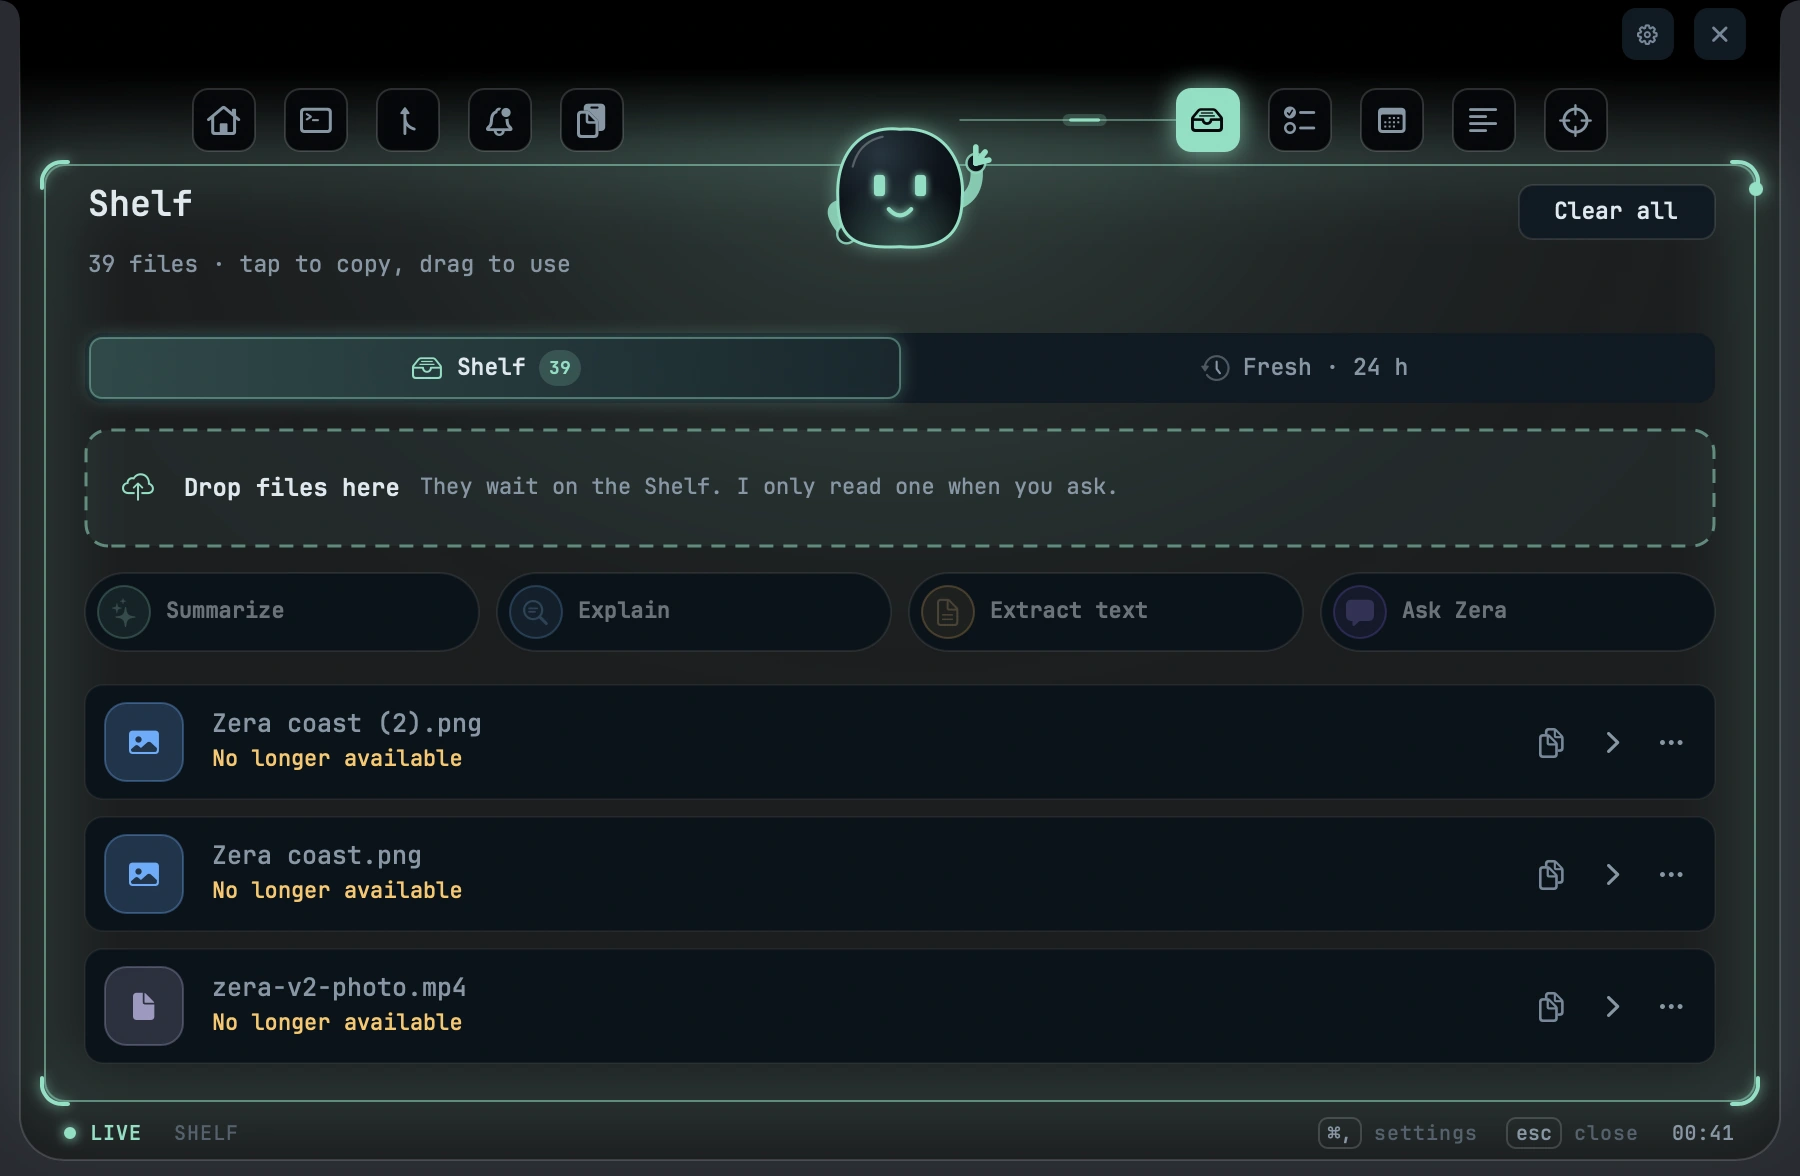 Shelf
39 files · tap to copy, drag to use
Clear all
Shelf 39
Fresh · 24 h
Drop files here They wait on the Shelf. I only read one when you ask.
Summarize
Explain
Extract text
Ask Zera
Zera coast (2).png
No longer available
Zera coast.png
No longer available
zera-v2-photo.mp4
No longer available
LIVE SHELF
⌘, settings esc close 00:41